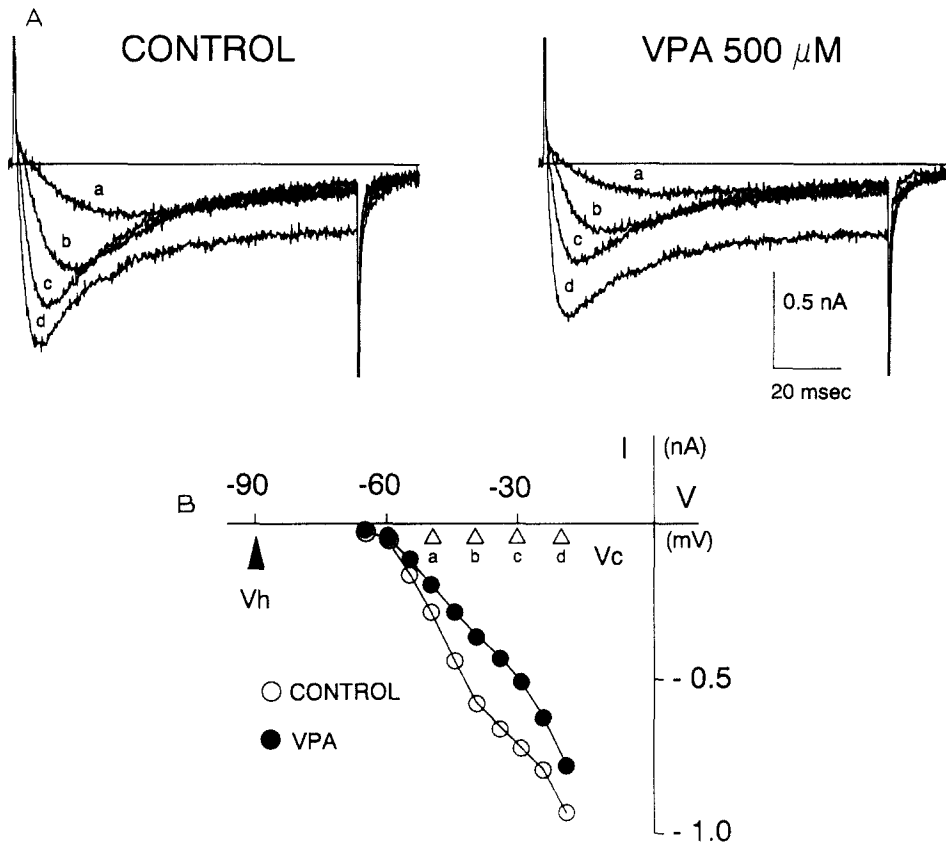 A
CONTROL
VPA 500 μM
a
b
c
d
a
b
c
d
0.5 nA
20 msec
B
-90
-60
-30
I
(nA)
V
(mV)
Vh
a
b
c
d
Vc
- 0.5
- 1.0
CONTROL
VPA